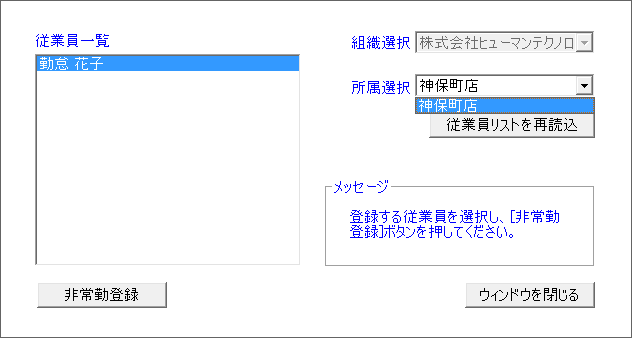 従業員一覧
勤怠 花子
組織選択
株式会社ヒューマンテクノロ
所属選択
神保町店
神保町店
従業員リストを再読込
メッセージ
登録する従業員を選択し、[非常勤
登録]ボタンを押してください。
非常勤登録
ウィンドウを閉じる